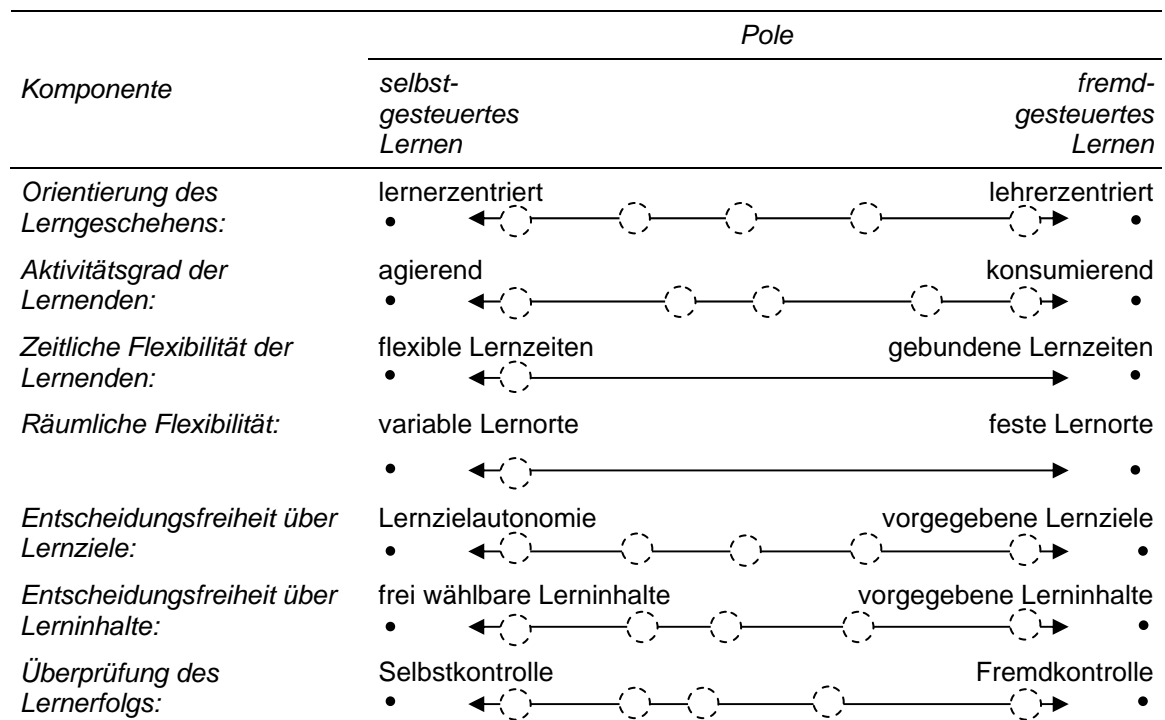 Pole
Komponente
selbst-
gesteuertes
Lernen
fremd-
gesteuertes
Lernen
Orientierung des
Lerngeschehens:
lernerzentriert
lehrerzentriert
Aktivitätsgrad der
Lernenden:
agierend
konsumierend
Zeitliche Flexibilität der
Lernenden:
flexible Lernzeiten
gebundene Lernzeiten
Räumliche Flexibilität:
variable Lernorte
feste Lernorte
Entscheidungsfreiheit über
Lernziele:
Lernzielautonomie
vorgegebene Lernziele
Entscheidungsfreiheit über
Lerninhalte:
frei wählbare Lerninhalte
vorgegebene Lerninhalte
Überprüfung des
Lernerfolgs:
Selbstkontrolle
Fremdkontrolle